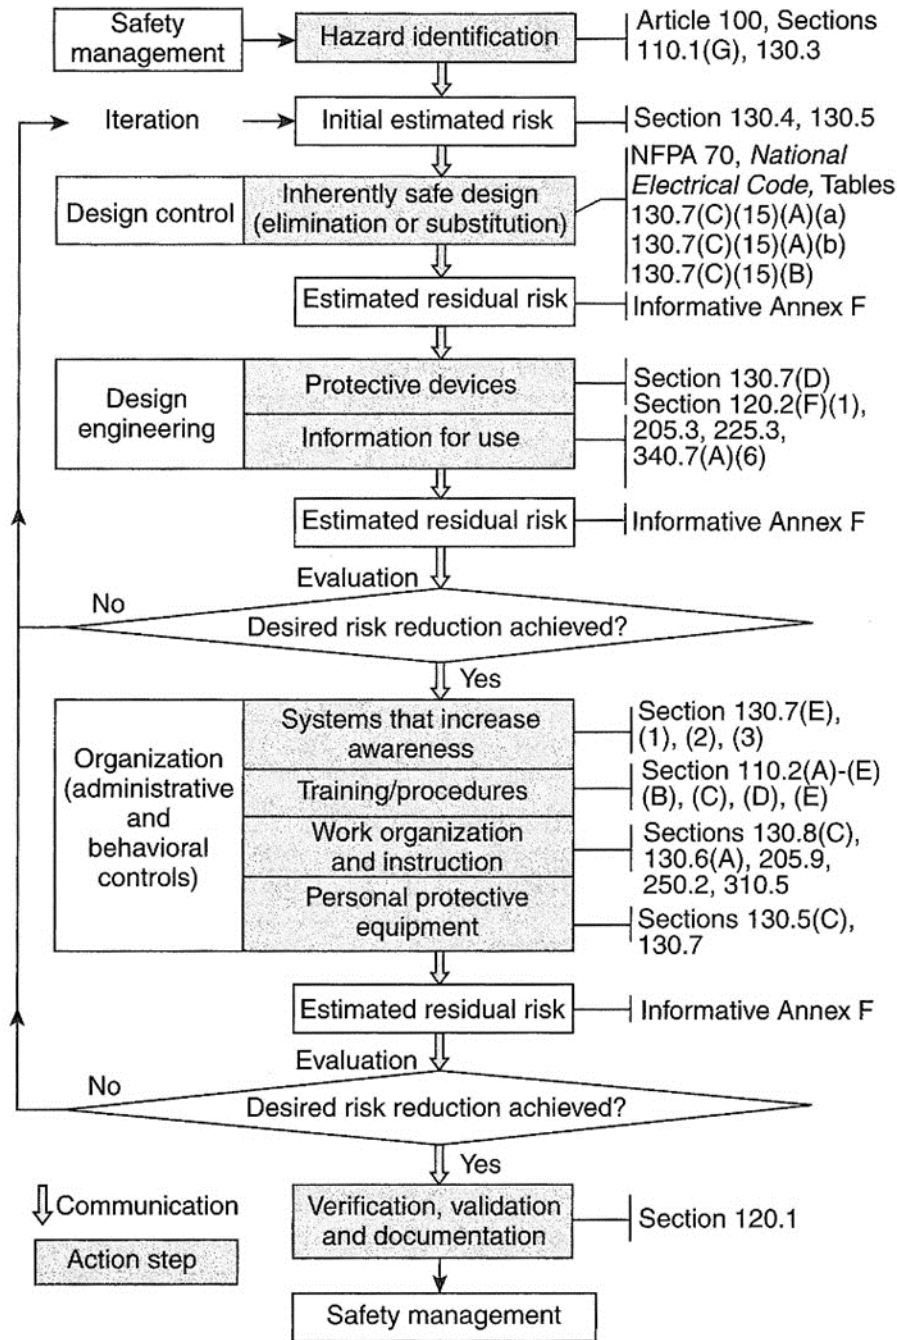 Safety
management
Hazard identification
Article 100, Sections
110.1(G), 130.3
Iteration
Initial estimated risk
Section 130.4, 130.5
Design control
Inherently safe design
(elimination or substitution)
NFPA 70, National
Electrical Code, Tables
130.7(C)(15)(A)(a)
130.7(C)(15)(A)(b)
130.7(C)(15)(B)
Estimated residual risk
Informative Annex F
Design
engineering
Protective devices
Section 130.7(D)
Information for use
Section 120.2(F)(1),
205.3, 225.3,
340.7(A)(6)
Estimated residual risk
Informative Annex F
Evaluation
No
Desired risk reduction achieved?
Yes
Organization
(administrative
and
behavioral
controls)
Systems that increase
awareness
Section 130.7(E),
(1), (2), (3)
Training/procedures
Section 110.2(A)-(E)
(B), (C), (D), (E)
Work organization
and instruction
Sections 130.8(C),
130.6(A), 205.9,
250.2, 310.5
Personal protective
equipment
Sections 130.5(C),
130.7
Estimated residual risk
Informative Annex F
Evaluation
No
Desired risk reduction achieved?
Yes
Communication
Action step
Verification, validation
and documentation
Section 120.1
Safety management